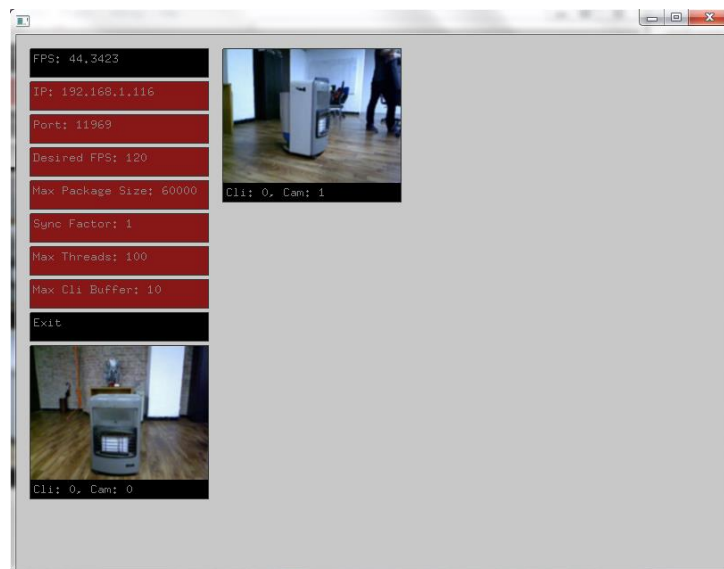 FPS: 44.3423
IP: 192.168.1.116
Port: 11969
Desired FPS: 120
Max Package Size: 60000
Sync Factor: 1
Max Threads: 100
Max Cli Buffer: 10
Exit
Cli: 0, Cam: 0
Cli: 0, Cam: 1